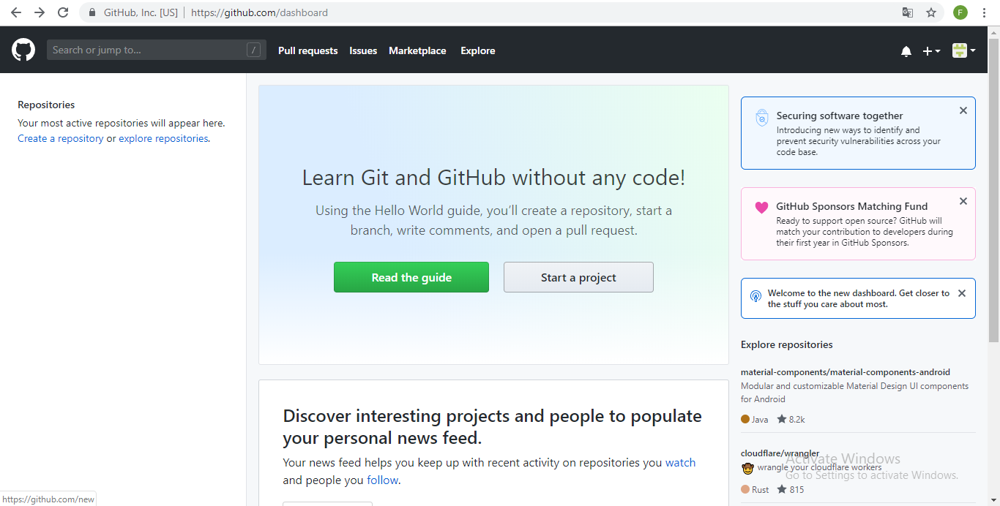 GitHub, Inc. [US] | https://github.com/dashboard
F
Search or jump to... /
Pull requests Issues Marketplace Explore
Repositories
Your most active repositories will appear here.
Create a repository or explore repositories.
Learn Git and GitHub without any code!
Using the Hello World guide, you’ll create a repository, start a
branch, write comments, and open a pull request.
Read the guide Start a project
Discover interesting projects and people to populate
your personal news feed.
Your news feed helps you keep up with recent activity on repositories you watch
and people you follow.
Securing software together
Introducing new ways to identify and
prevent security vulnerabilities across your
code base.
GitHub Sponsors Matching Fund
Ready to support open source? GitHub will
match your contribution to developers during
their first year in GitHub Sponsors.
Welcome to the new dashboard. Get closer to
the stuff you care about most.
Explore repositories
material-components/material-components-android
Modular and customizable Material Design UI components
for Android
Java 8.2k
cloudflare/wrangler
wrangle your cloudflare workers
Rust 815
Activate Windows
Go to Settings to activate Windows.
https://github.com/new